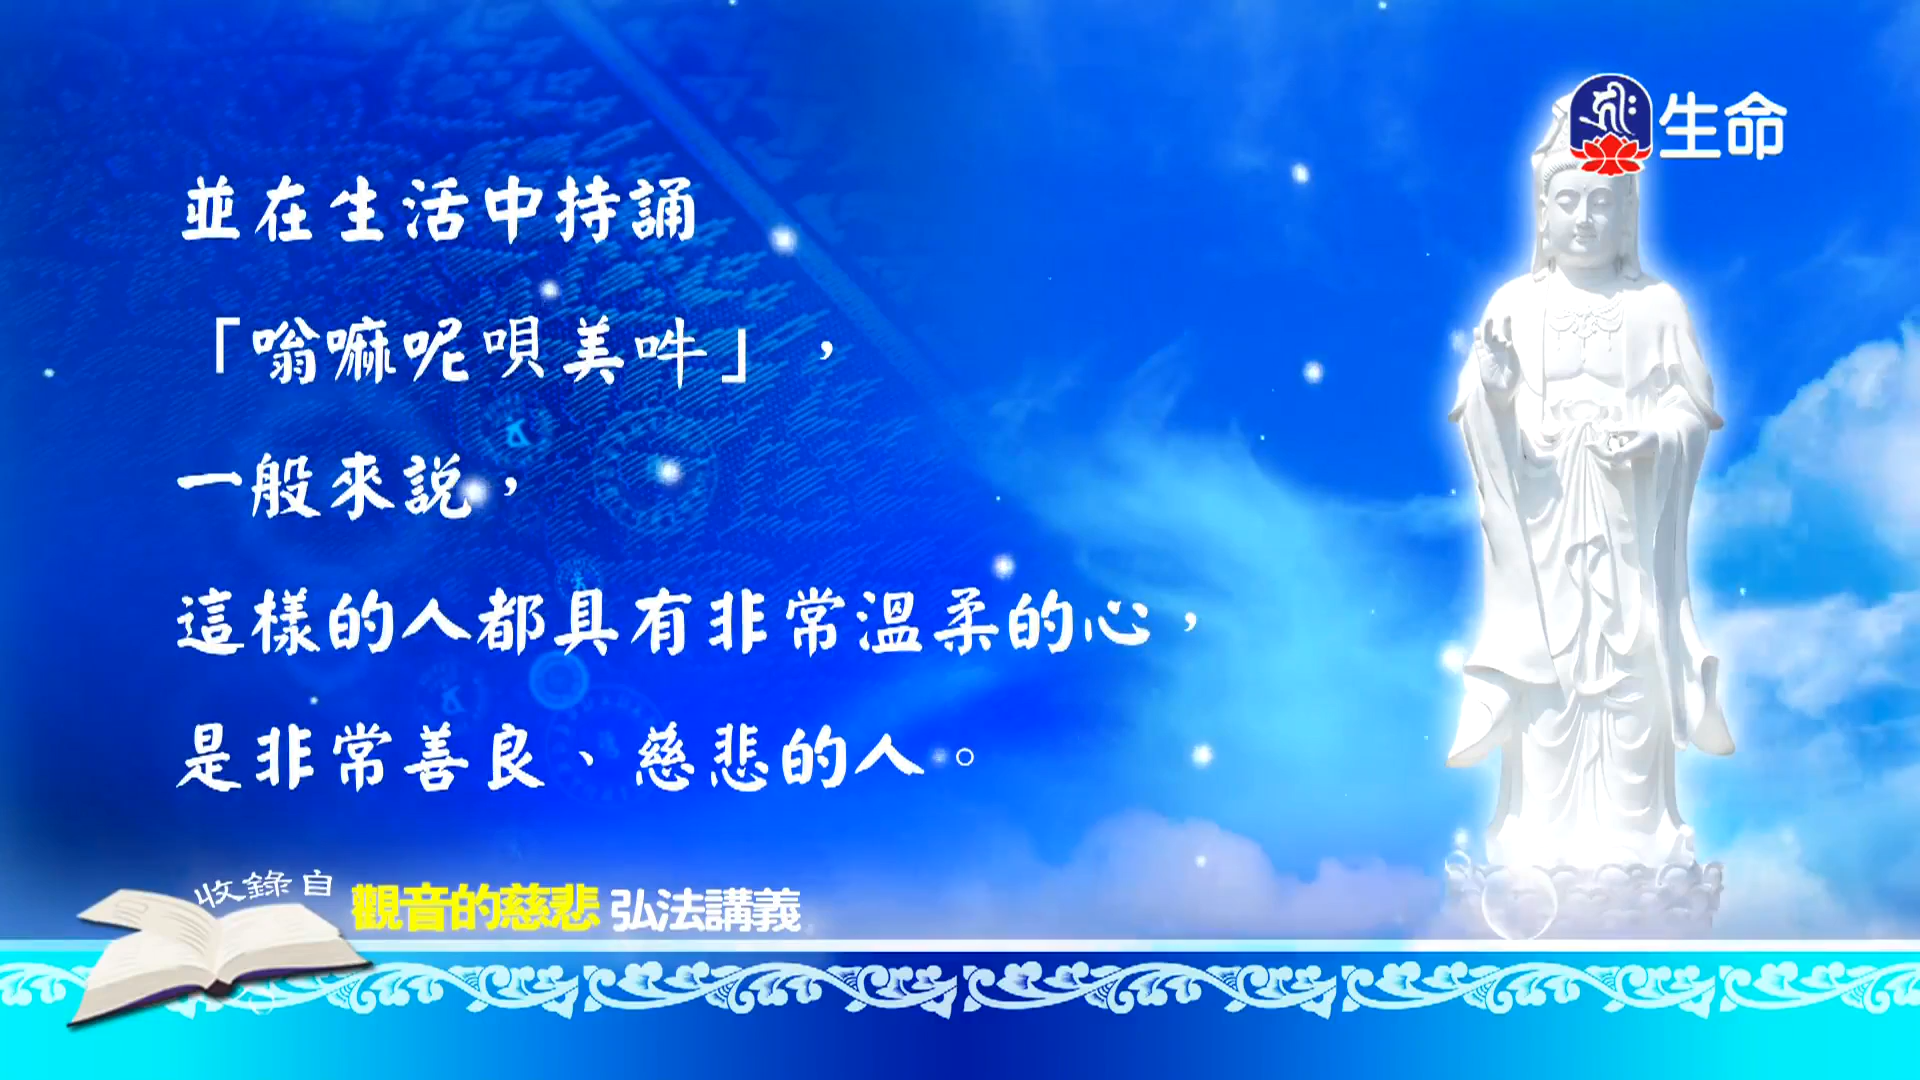 生命
並在生活中持誦
「嗡嘛呢唄美吽」，
一般來說，
這樣的人都具有非常溫柔的心，
是非常善良、慈悲的人。
收錄自 觀音的慈悲 弘法講義